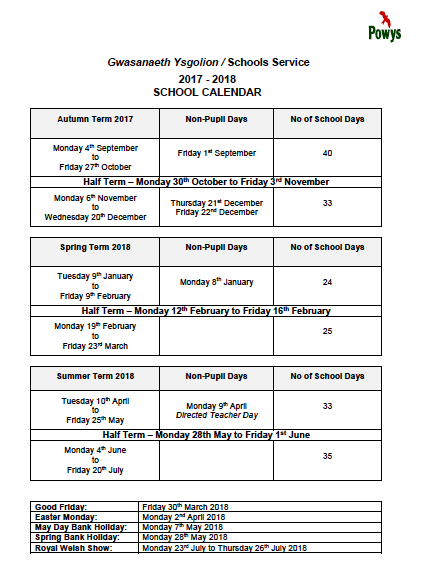 Powys
Gwasanaeth Ysgolion / Schools Service
2017 - 2018
SCHOOL CALENDAR
Autumn Term 2017 Non-Pupil Days No of School Days
Monday 4th September
to
Friday 27th October
Friday 1st September
40
Half Term – Monday 30th October to Friday 3rd November
Monday 6th November
to
Wednesday 20th December
Thursday 21st December
Friday 22nd December
33
Spring Term 2018 Non-Pupil Days No of School Days
Tuesday 9th January
to
Friday 9th February
Monday 8th January
24
Half Term – Monday 12th February to Friday 16th February
Monday 19th February
to
Friday 23rd March
25
Summer Term 2018 Non-Pupil Days No of School Days
Tuesday 10th April
to
Friday 25th May
Monday 9th April
Directed Teacher Day
33
Half Term – Monday 28th May to Friday 1st June
Monday 4th June
to
Friday 20th July
35
Good Friday: Friday 30th March 2018
Easter Monday: Monday 2nd April 2018
May Day Bank Holiday: Monday 7th May 2018
Spring Bank Holiday: Monday 28th May 2018
Royal Welsh Show: Monday 23rd July to Thursday 26th July 2018